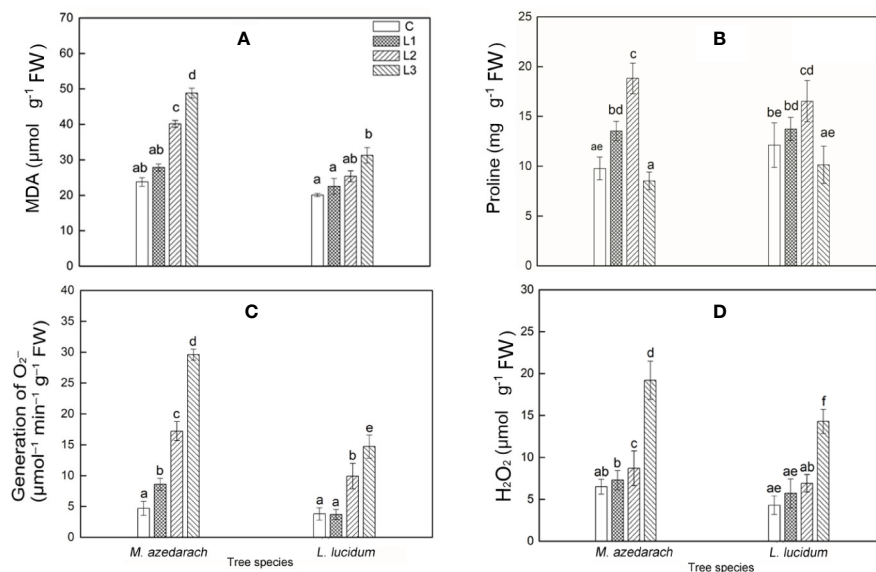 A
C
L1
L2
L3
70
60
50
40
30
20
10
0
MDA (µmol g⁻¹ FW)
ab
ab
c
d
a
a
ab
b
B
25
20
15
10
5
0
Proline (mg g⁻¹ FW)
ae
bd
c
a
be
bd
cd
ae
C
40
35
30
25
20
15
10
5
0
Generation of O₂⁻
(µmol⁻¹ min⁻¹ g⁻¹ FW)
a
b
c
d
a
a
b
e
M. azedarach
L. lucidum
Tree species
D
30
25
20
15
10
5
0
H₂O₂ (µmol g⁻¹ FW)
ab
b
c
d
ae
ae
ab
f
M. azedarach
L. lucidum
Tree species